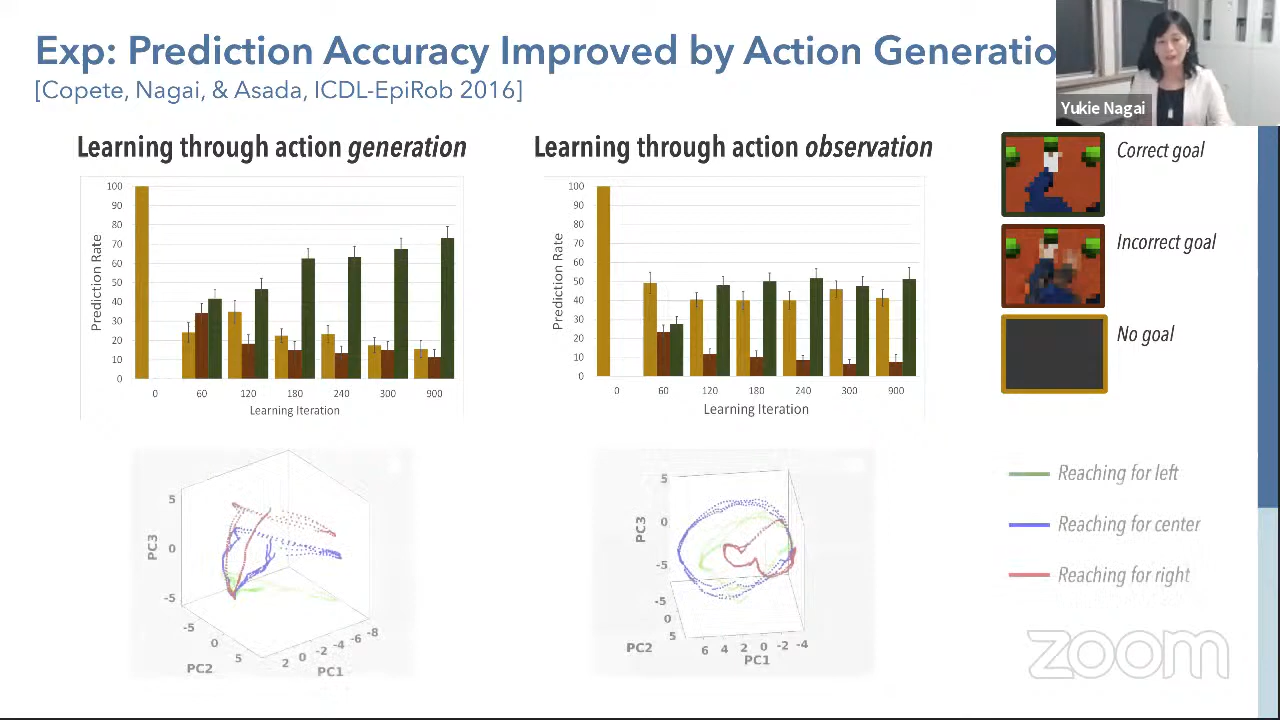 Exp: Prediction Accuracy Improved by Action Generatio
[Copete, Nagai, & Asada, ICDL-EpiRob 2016]
Yukie Nagai
Learning through action generation
100
90
80
70
60
50
40
30
20
10
0
Prediction Rate
0 60 120 180 240 300 900
Learning Iteration
Learning through action observation
100
90
80
70
60
50
40
30
20
10
0
Prediction Rate
0 60 120 180 240 300 900
Learning Iteration
Correct goal
Incorrect goal
No goal
5
0
-5
PC3
-5
0
5
PC2
2 0 -2 -4 -6 -8
PC1
5
0
-5
PC3
-5
0
5
PC2
6 4 2 0 -2 -4
PC1
Reaching for left
Reaching for center
Reaching for right
zoom